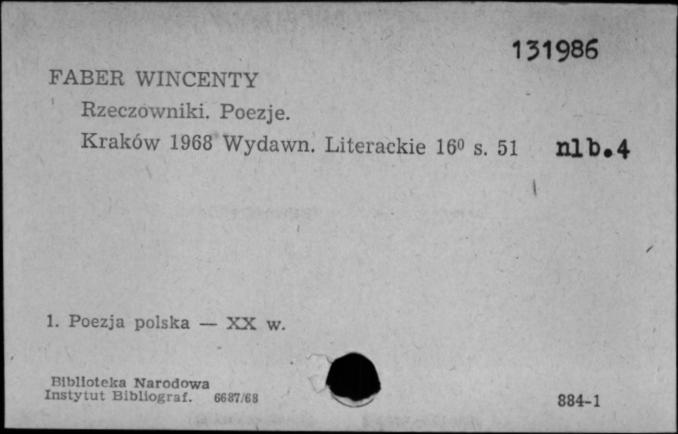 131986
FABER WINCENTY
Rzeczowniki. Poezje.
Kraków 1968 Wydawn. Literackie 16⁰ s. 51 nlb.4
1. Poezja polska — XX w.
Biblioteka Narodowa
Instytut Bibliograf. 6687/68
884-1